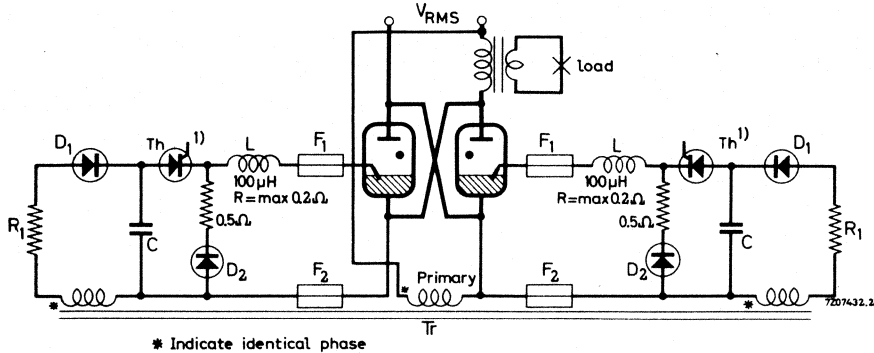 VRMS
load
D1
Th 1)
L
F1
F1
L
Th 1)
D1
100µH
R=max 0.2Ω
100µH
R=max 0.2Ω
R1
C
0.5Ω
D2
F2
Primary
F2
0.5Ω
D2
C
R1
*
*
*
7Z07432.2
Tr
* Indicate identical phase